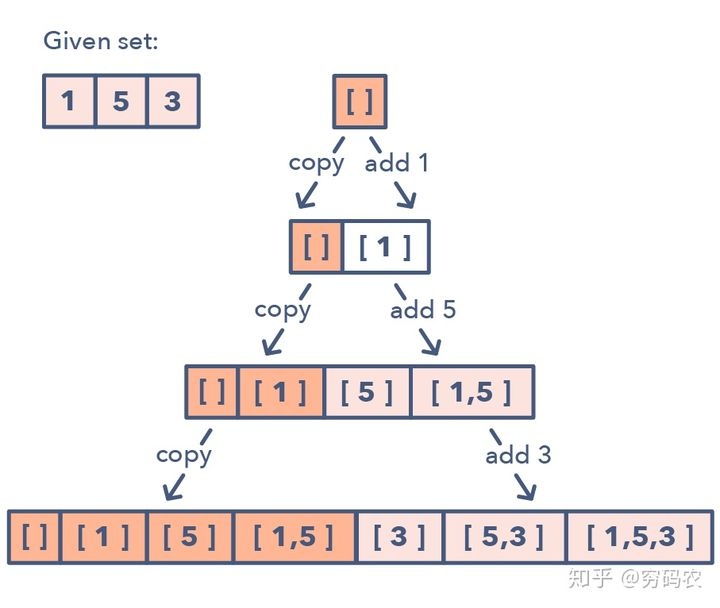 Given set:
1 5 3
[ ]
copy add 1
[ ] [ 1 ]
copy add 5
[ ] [ 1 ] [ 5 ] [ 1,5 ]
copy add 3
[ ] [ 1 ] [ 5 ] [ 1,5 ] [ 3 ] [ 5,3 ] [ 1,5,3 ]
知乎 @穷码农